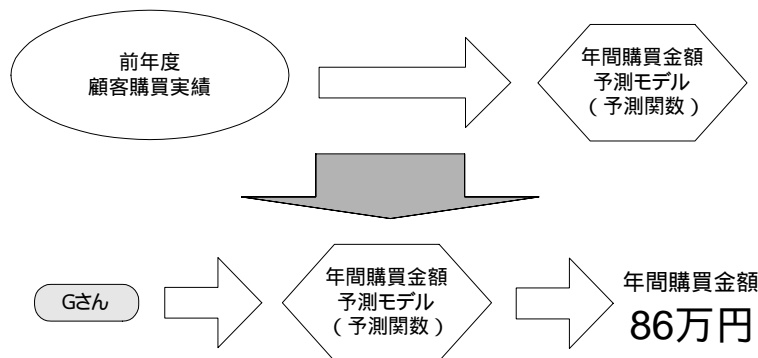 前年度
顧客購買実績
年間購買金額
予測モデル
(予測関数)
Gさん
年間購買金額
予測モデル
(予測関数)
年間購買金額
86万円